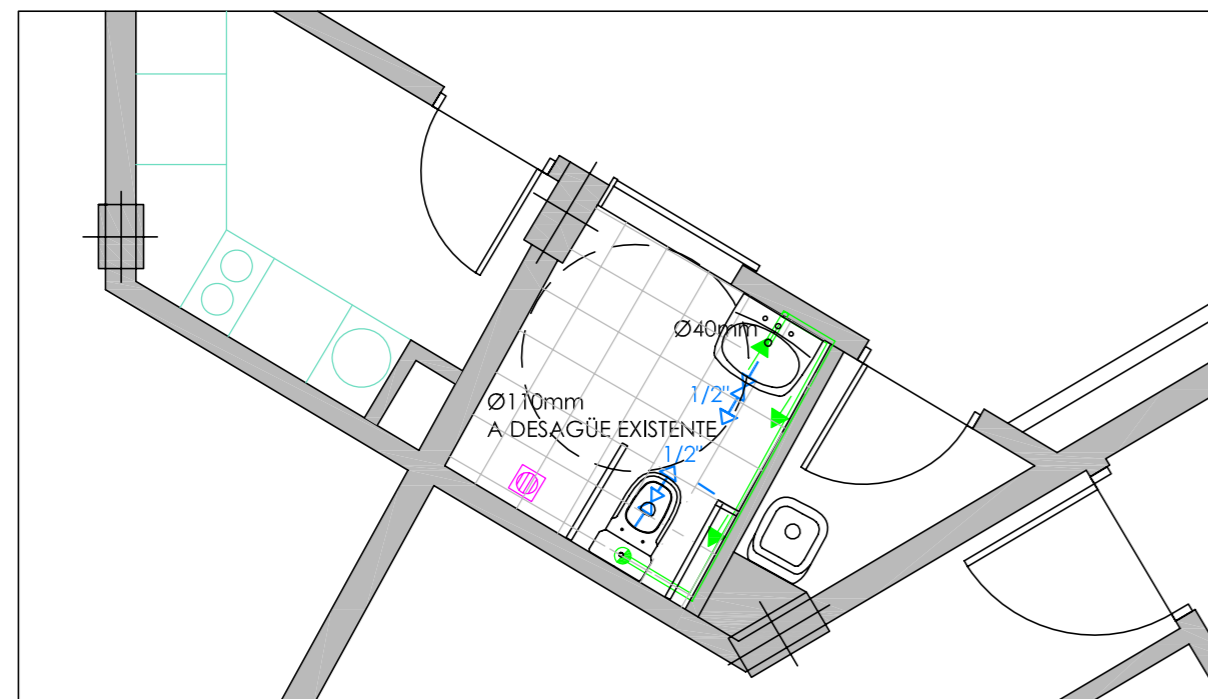 Ø40mm
1/2"
Ø110mm
A DESAGÜE EXISTENTE
1/2"